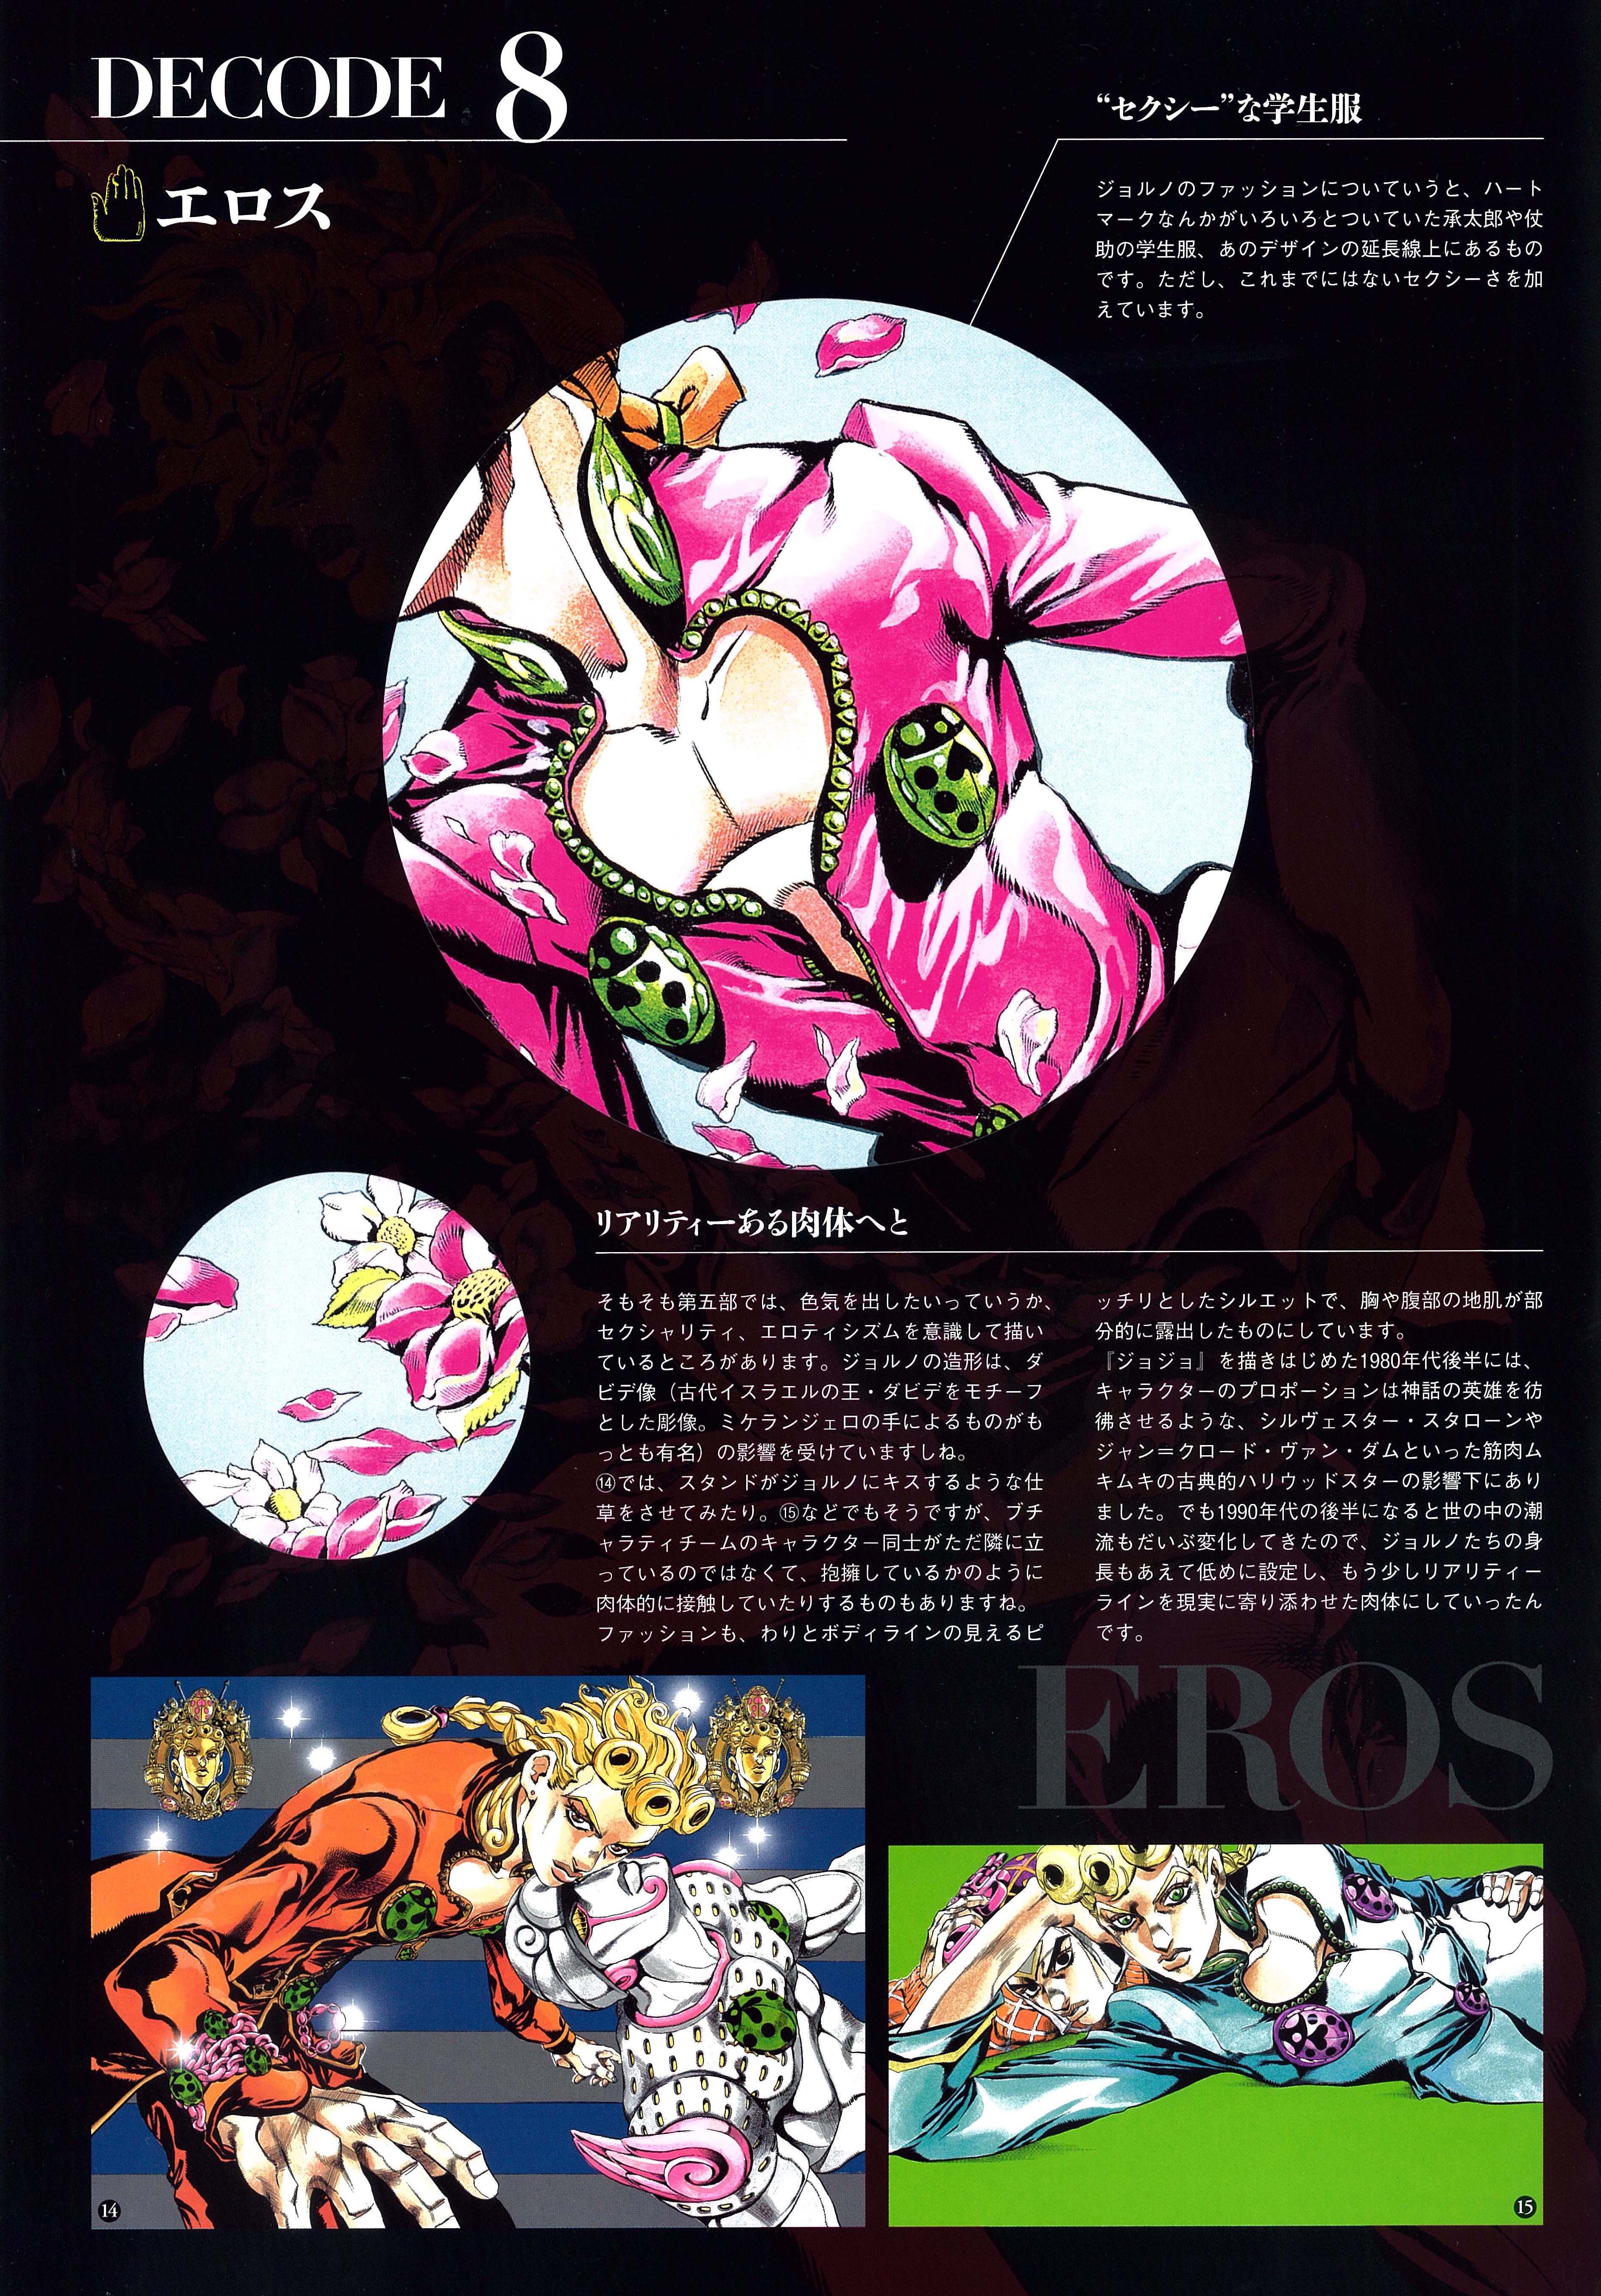 DECODE 8
エロス
“セクシー”な学生服
ジョルノのファッションについていうと、ハート
マークなんかがいろいろとついていた承太郎や仗
助の学生服、あのデザインの延長線上にあるもの
です。ただし、これまでにはないセクシーさを加
えています。
リアリティーある肉体へと
そもそも第五部では、色気を出したいっていうか、
セクシャリティ、エロティシズムを意識して描い
ているところがあります。ジョルノの造形は、ダ
ビデ像（古代イスラエルの王・ダビデをモチーフ
とした彫像。ミケランジェロの手によるものがも
っとも有名）の影響を受けていますしね。
⑭では、スタンドがジョルノにキスするような仕
草をさせてみたり。⑮などでもそうですが、ブチ
ャラティチームのキャラクター同士がただ隣に立
っているのではなくて、抱擁しているかのように
肉体的に接触していたりするものもありますね。
ファッションも、わりとボディラインの見えるピ
ッチリとしたシルエットで、胸や腹部の地肌が部
分的に露出したものにしています。
『ジョジョ』を描きはじめた1980年代後半には、
キャラクターのプロポーションは神話の英雄を彷
彿させるような、シルヴェスター・スタローンや
ジャン＝クロード・ヴァン・ダムといった筋肉ム
キムキの古典的ハリウッドスターの影響下にあり
ました。でも1990年代の後半になると世の中の潮
流もだいぶ変化してきたので、ジョルノたちの身
長もあえて低めに設定し、もう少しリアリティー
ラインを現実に寄り添わせた肉体にしていったん
です。
EROS
14
15